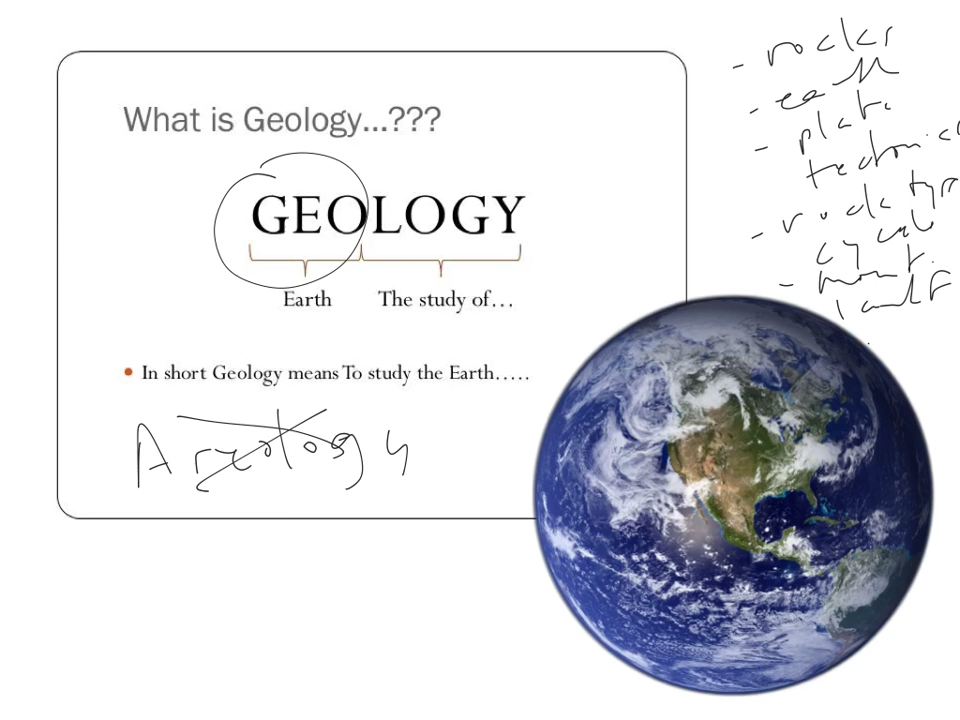 What is Geology...???
GEOLOGY
Earth The study of...
In short Geology means To study the Earth.....
Areology
- rocks
- earth
- plate
tectonics
- rock type
cycle
-